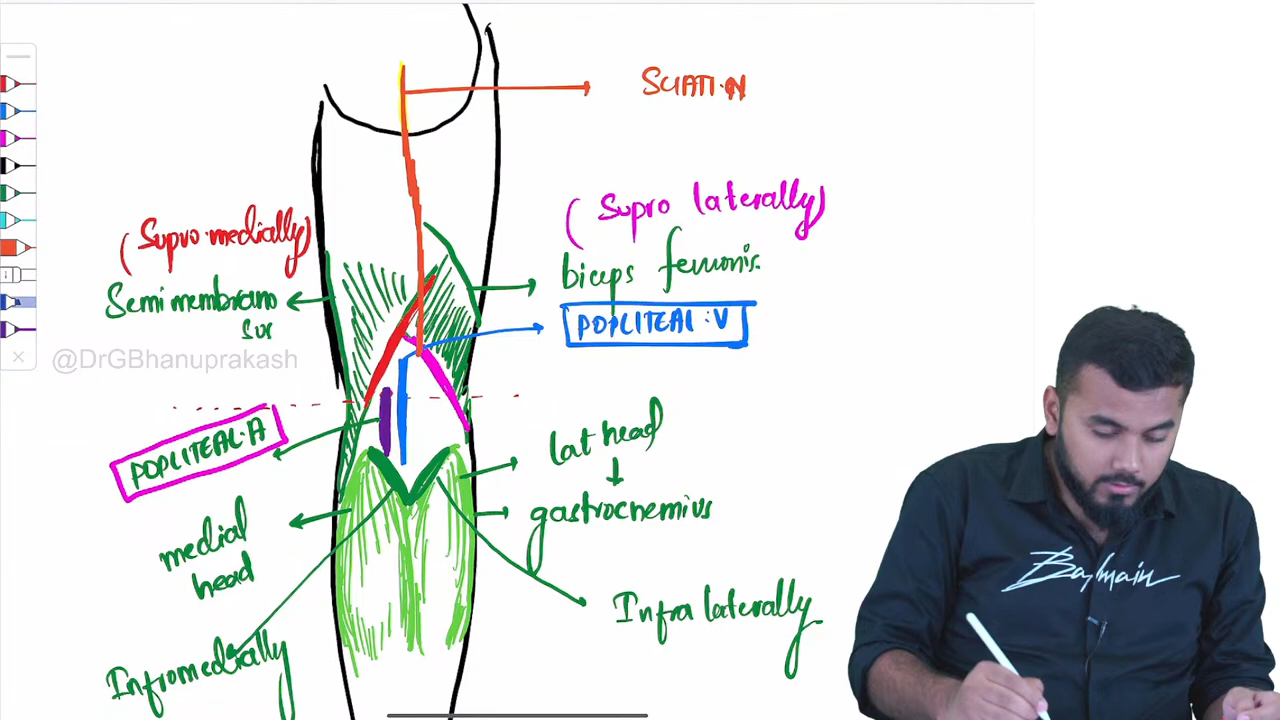 SCIATI.N
(Supro laterally)
(Supro.medially)
biceps femoris.
Semimembrano
sus
POPLITEAL.V
@DrGBhanuprakash
POPLITEAL.A
lat head
gastrocnemius
medial
head
Infra laterally
Inframedially
Balmain